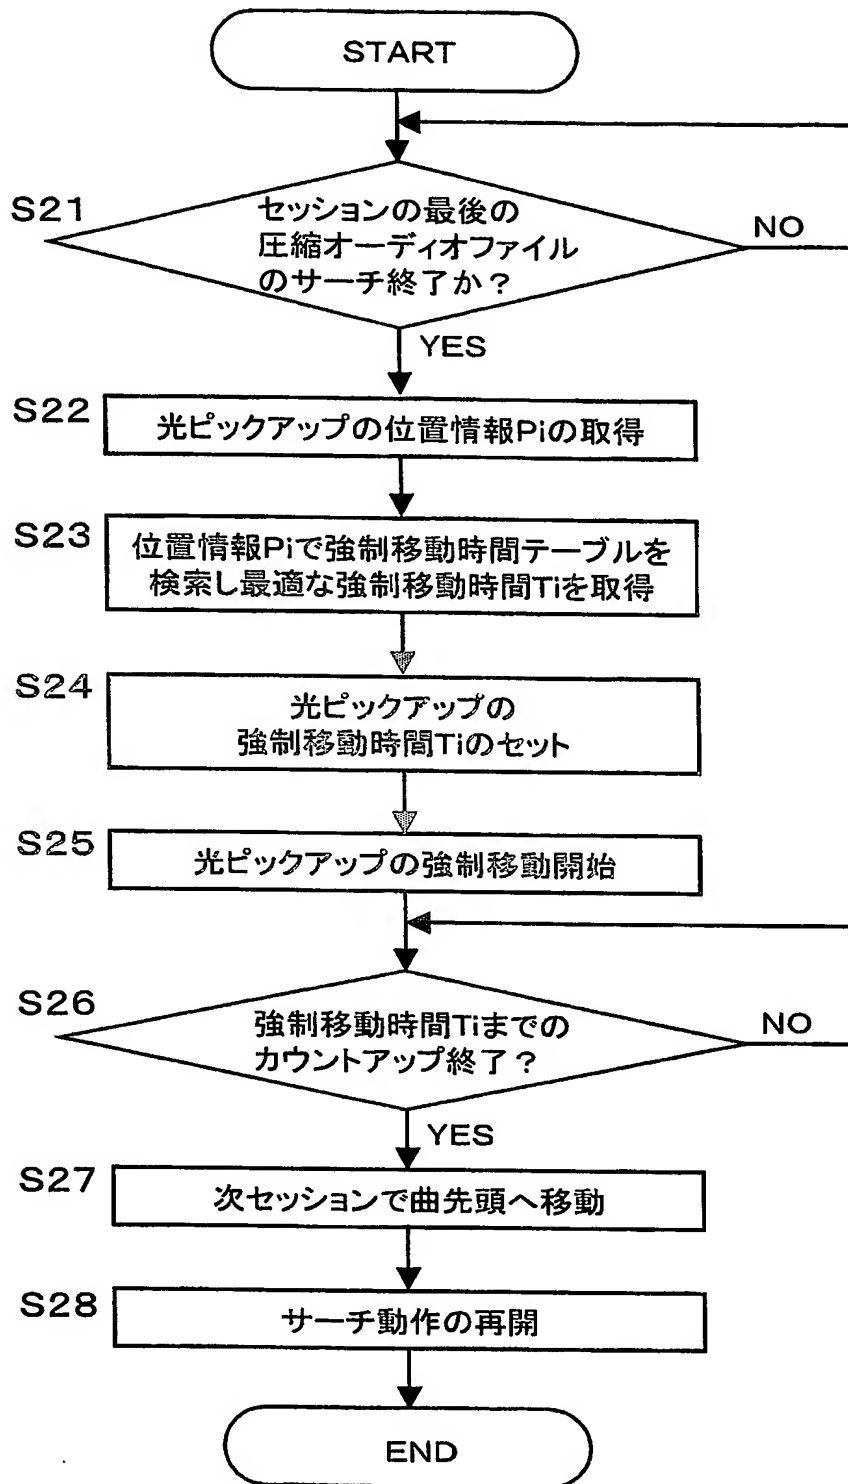 START
S21
セッションの最後の
圧縮オーディオファイル
のサーチ終了か?
NO
YES
S22
光ピックアップの位置情報Piの取得
S23
位置情報Piで強制移動時間テーブルを
検索し最適な強制移動時間Tiを取得
S24
光ピックアップの
強制移動時間Tiのセット
S25
光ピックアップの強制移動開始
S26
強制移動時間Tiまでの
カウントアップ終了?
NO
YES
S27
次セッションで曲先頭へ移動
S28
サーチ動作の再開
END